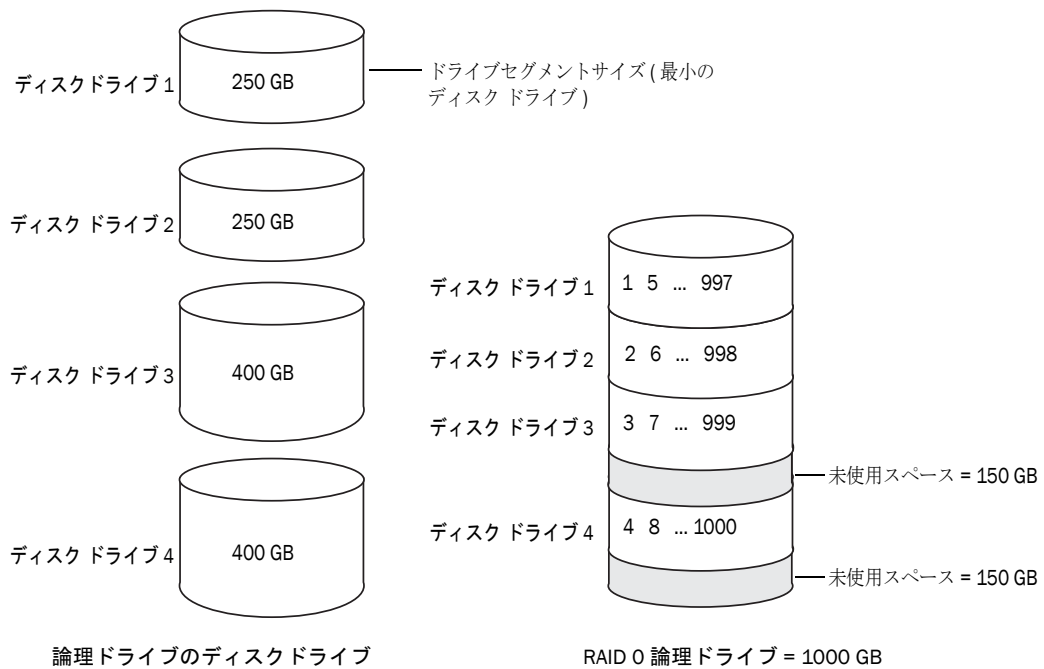 ディスクドライブ 1
250 GB
ドライブセグメントサイズ ( 最小の
ディスク ドライブ )
ディスク ドライブ 2
250 GB
ディスク ドライブ 3
400 GB
ディスク ドライブ 4
400 GB
論理ドライブのディスクドライブ
ディスク ドライブ 1
1 5 ... 997
ディスク ドライブ 2
2 6 ... 998
ディスク ドライブ 3
3 7 ... 999
未使用スペース = 150 GB
ディスク ドライブ 4
4 8 ... 1000
未使用スペース = 150 GB
RAID 0 論理ドライブ = 1000 GB